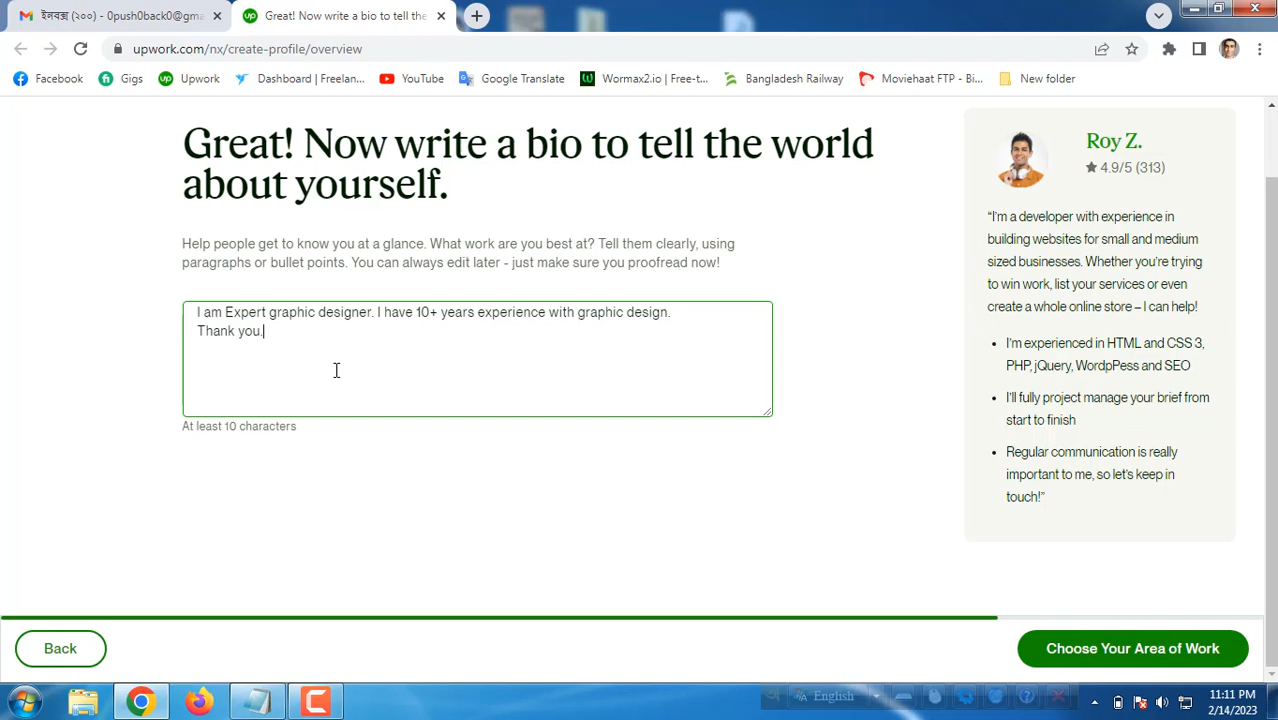 ইনবক্স (২০০) - 0push0back0@gma
Great! Now write a bio to tell the
upwork.com/nx/create-profile/overview
Facebook
Gigs
Upwork
Dashboard | Freelan...
YouTube
Google Translate
Wormax2.io | Free-t...
Bangladesh Railway
Moviehaat FTP - Bi...
New folder
Great! Now write a bio to tell the world
about yourself.
Help people get to know you at a glance. What work are you best at? Tell them clearly, using
paragraphs or bullet points. You can always edit later - just make sure you proofread now!
I am Expert graphic designer. I have 10+ years experience with graphic design.
Thank you.
At least 10 characters
Roy Z.
4.9/5 (313)
“I’m a developer with experience in
building websites for small and medium
sized businesses. Whether you’re trying
to win work, list your services or even
create a whole online store – I can help!
• I’m experienced in HTML and CSS 3,
PHP, jQuery, WordPess and SEO
• I’ll fully project manage your brief from
start to finish
• Regular communication is really
important to me, so let’s keep in
touch!”
Back
Choose Your Area of Work
English
11:11 PM
2/14/2023